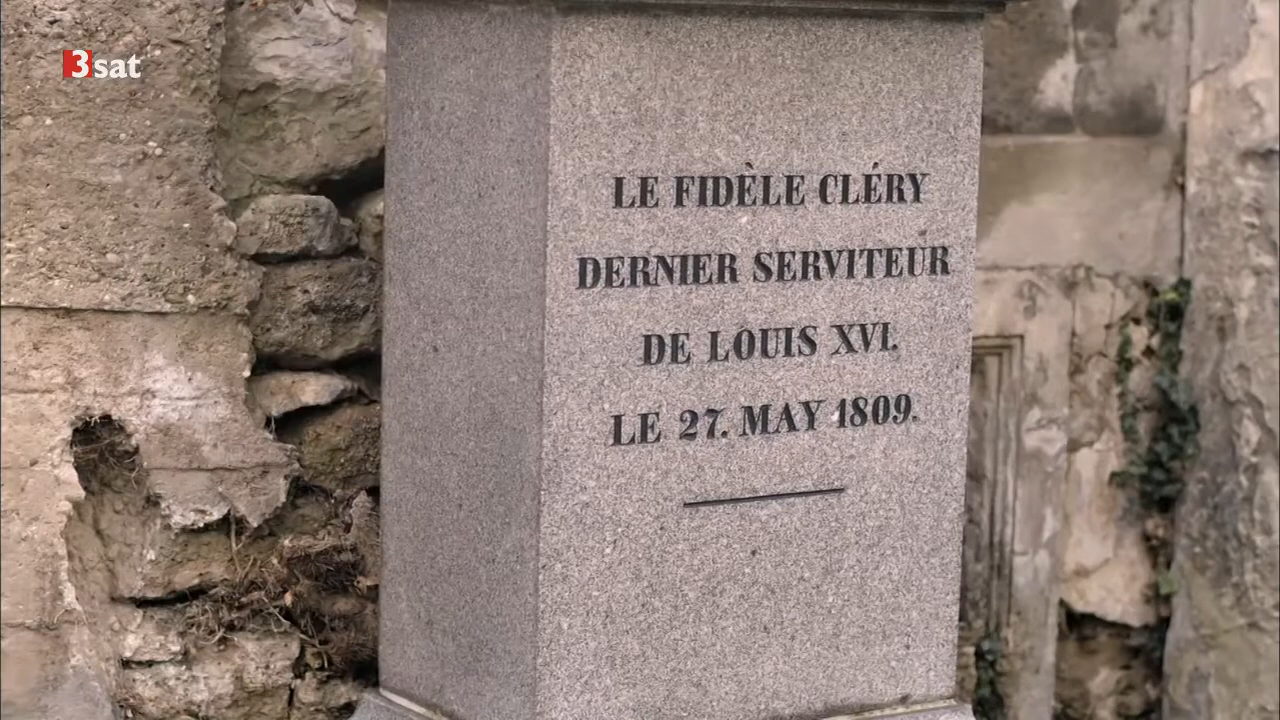 3sat
LE FIDÈLE CLÉRY
DERNIER SERVITEUR
DE LOUIS XVI.
LE 27. MAY 1809.